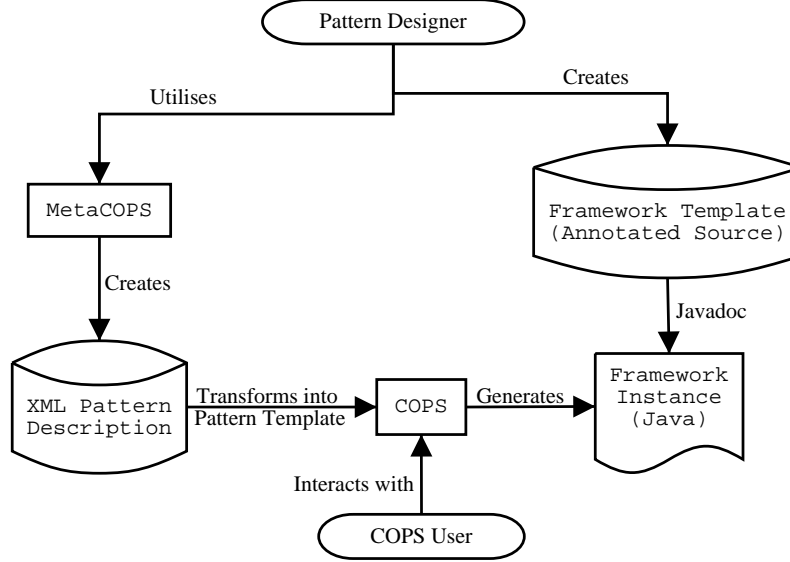 Pattern Designer
Creates
Utilises
MetaCOPS
Framework Template
(Annotated Source)
Creates
Javadoc
XML Pattern
Description
Transforms into
Pattern Template
COPS
Generates
Framework
Instance
(Java)
Interacts with
COPS User